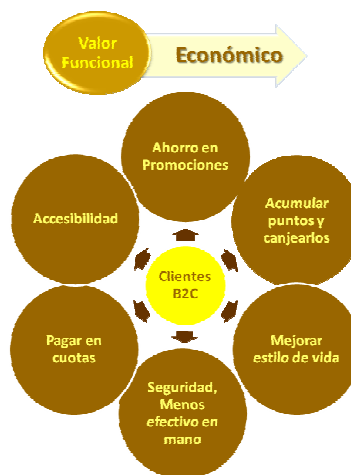 Valor
Funcional
Económico
Ahorro en
Promociones
Acumular
puntos y
canjearlos
Mejorar
estilo de vida
Seguridad,
Menos
efectivo en
mano
Pagar en
cuotas
Accesibilidad
Clientes
B2C